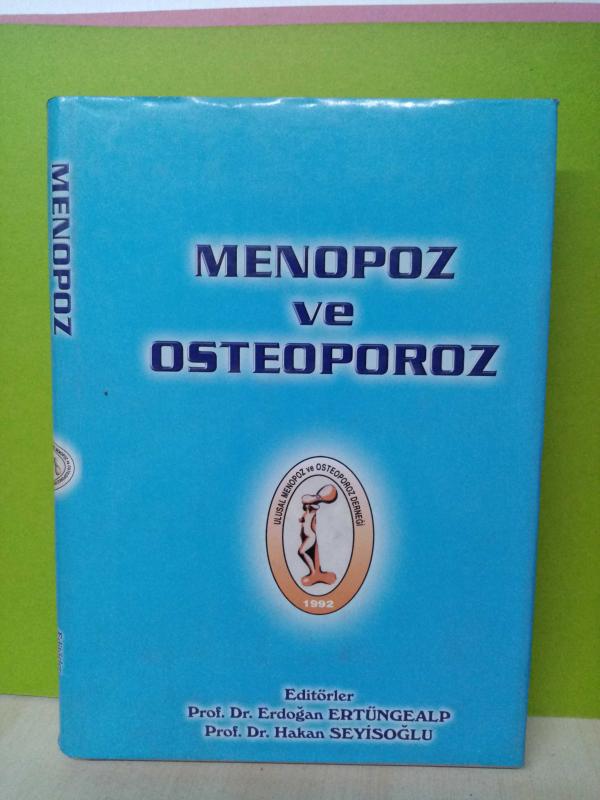 MENOPOZ
MENOPOZ
ve
OSTEOPOROZ
ULUSAL MENOPOZ ve OSTEOPOROZ DERNEĞİ
1992
Editörler
Prof. Dr. Erdoğan ERTÜNGEALP
Prof. Dr. Hakan SEYİSOĞLU